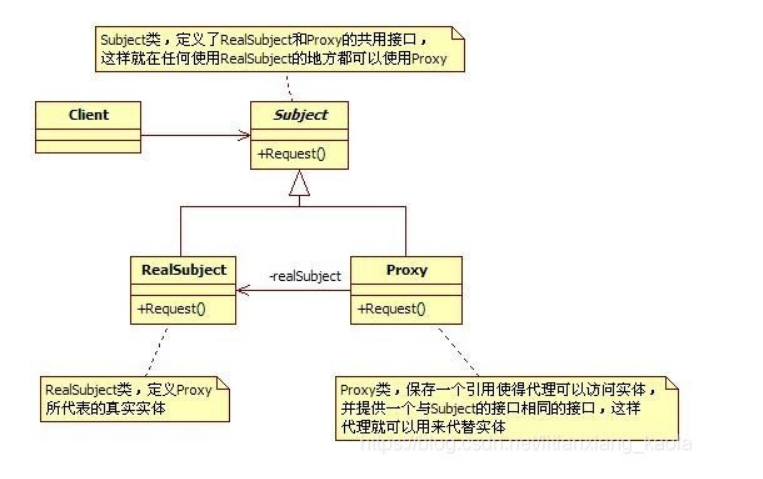 Subject类，定义了RealSubject和Proxy的共用接口，
这样就在任何使用RealSubject的地方都可以使用Proxy
Client
Subject
+Request()
RealSubject
+Request()
-realSubject
Proxy
+Request()
RealSubject类，定义Proxy
所代表的真实实体
Proxy类，保存一个引用使得代理可以访问实体，
并提供一个与Subject的接口相同的接口，这样
代理就可以用来代替实体